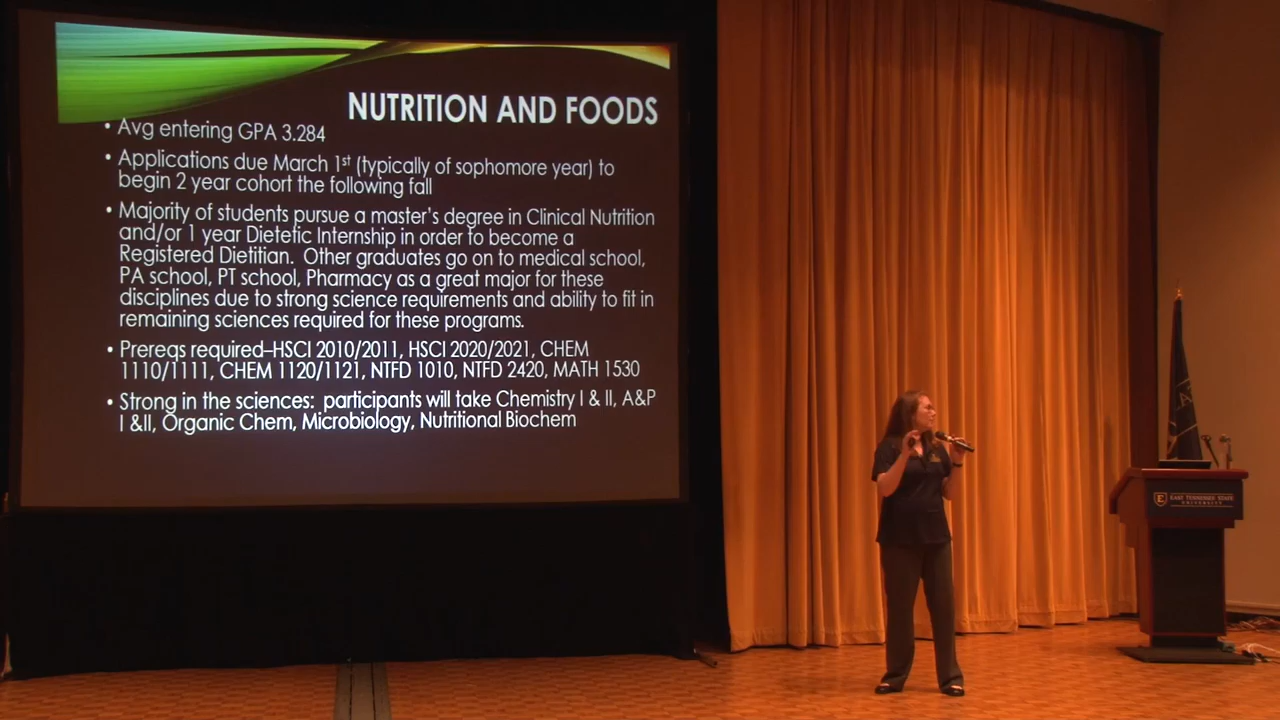 NUTRITION AND FOODS
• Avg entering GPA 3.284
• Applications due March 1st (typically of sophomore year) to
begin 2 year cohort the following fall
• Majority of students pursue a master's degree in Clinical Nutrition
and/or 1 year Dietetic Internship in order to become a
Registered Dietitian. Other graduates go on to medical school,
PA school, PT school, Pharmacy as a great major for these
disciplines due to strong science requirements and ability to fit in
remaining sciences required for these programs.
• Prereqs required–HSCI 2010/2011, HSCI 2020/2021, CHEM
1110/1111, CHEM 1120/1121, NTFD 1010, NTFD 2420, MATH 1530
• Strong in the sciences: participants will take Chemistry I & II, A&P
I &II, Organic Chem, Microbiology, Nutritional Biochem
E EAST TENNESSEE STATE
UNIVERSITY